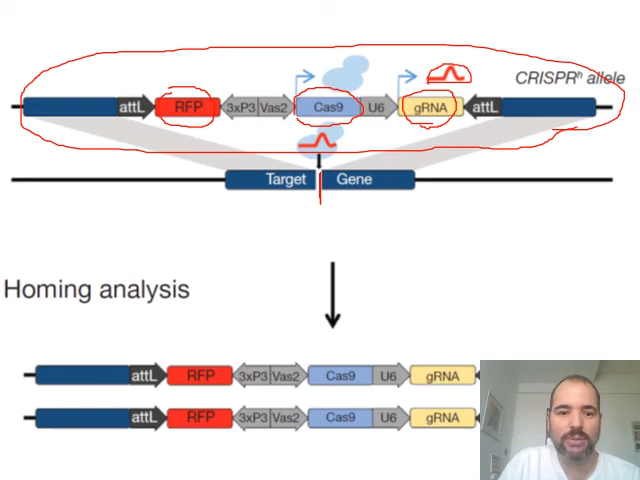 CRISPRʰ allele
attL RFP 3xP3 Vas2 Cas9 U6 gRNA attL
Target Gene
Homing analysis
attL RFP 3xP3 Vas2 Cas9 U6 gRNA
attL RFP 3xP3 Vas2 Cas9 U6 gRNA